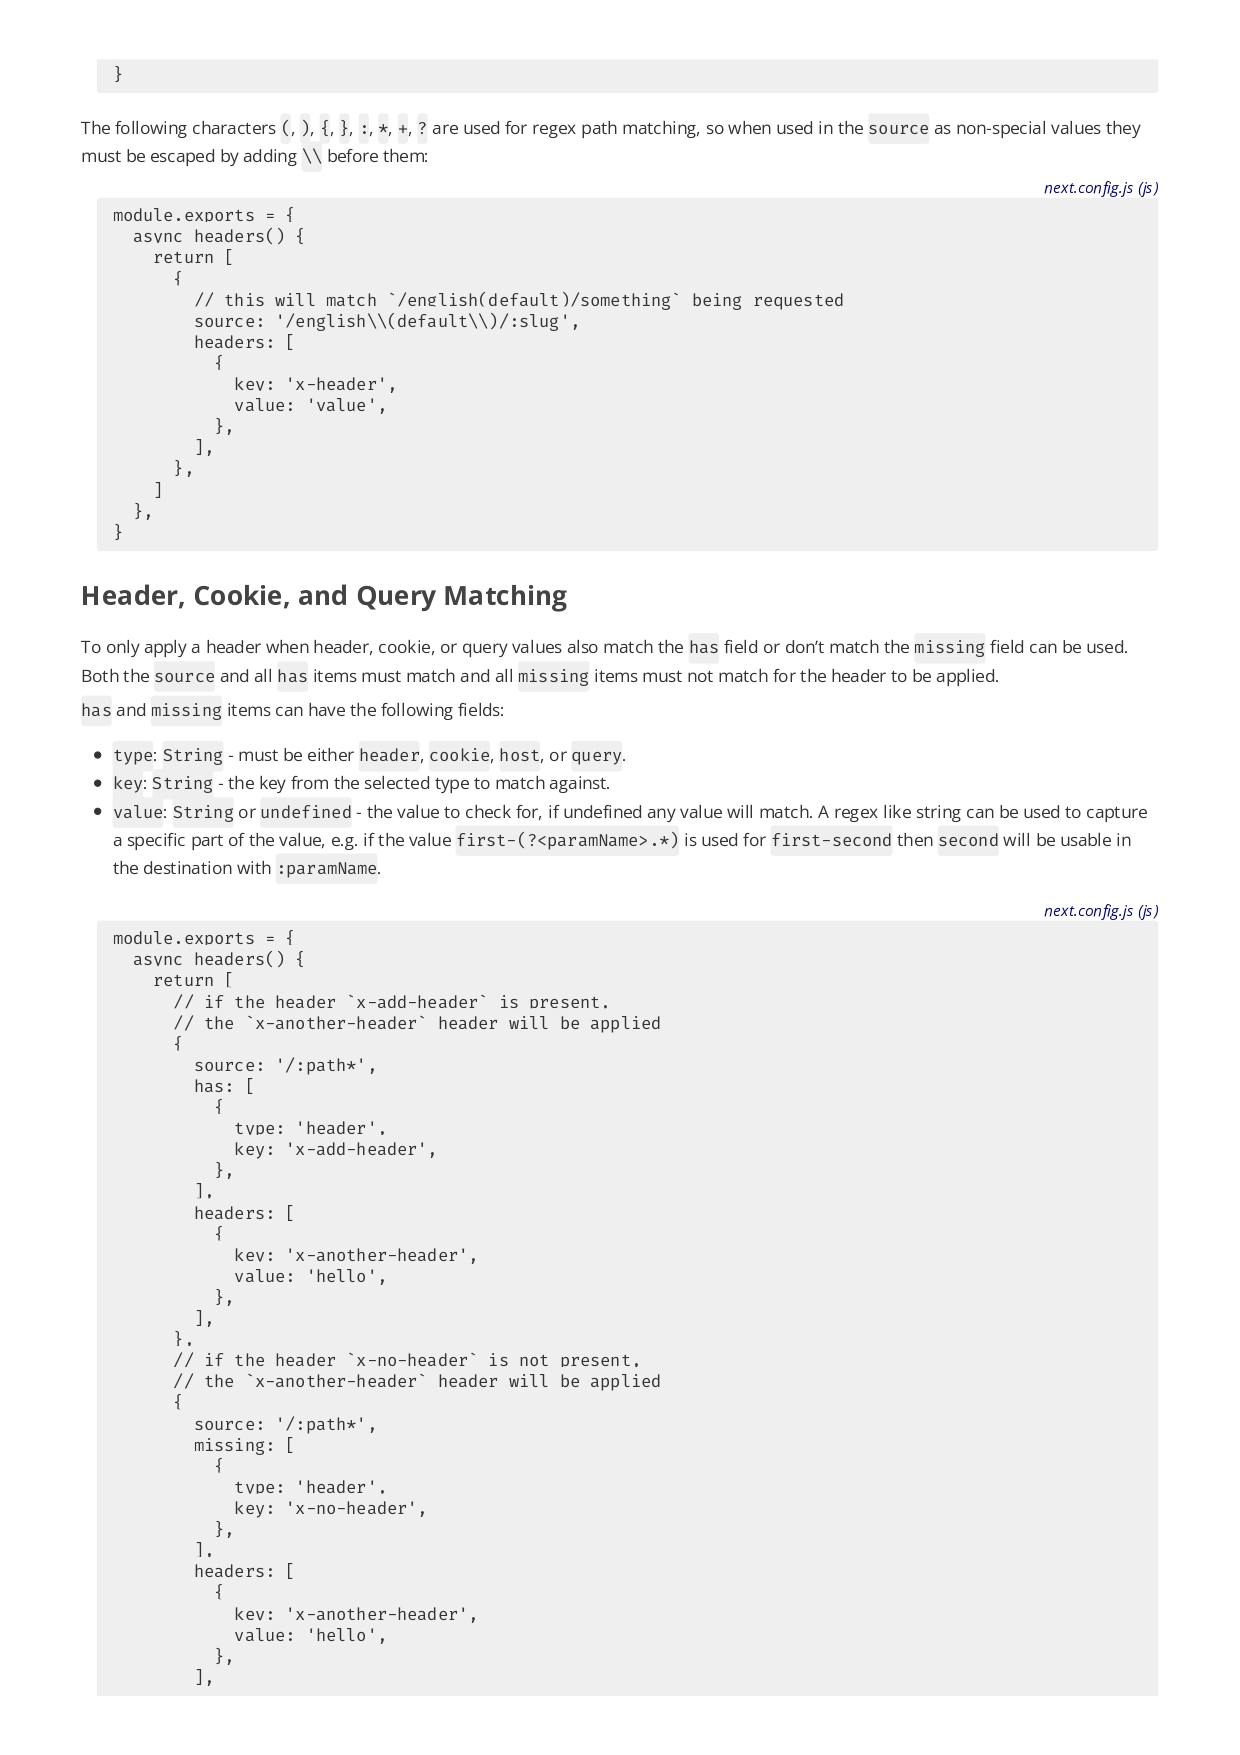 }
The following characters (, ), {, }, :, *, +, ? are used for regex path matching, so when used in the source as non-special values they
must be escaped by adding \\ before them:
next.config.js (js)
module.exports = {
  async headers() {
    return [
      {
        // this will match `/english(default)/something` being requested
        source: '/english\\(default\\)/:slug',
        headers: [
          {
            key: 'x-header',
            value: 'value',
          },
        ],
      },
    ]
  },
}
Header, Cookie, and Query Matching
To only apply a header when header, cookie, or query values also match the has field or don’t match the missing field can be used.
Both the source and all has items must match and all missing items must not match for the header to be applied.
has and missing items can have the following fields:
• type: String - must be either header, cookie, host, or query.
• key: String - the key from the selected type to match against.
• value: String or undefined - the value to check for, if undefined any value will match. A regex like string can be used to capture
a specific part of the value, e.g. if the value first-(?<paramName>.*) is used for first-second then second will be usable in
the destination with :paramName.
next.config.js (js)
module.exports = {
  async headers() {
    return [
      // if the header `x-add-header` is present,
      // the `x-another-header` header will be applied
      {
        source: '/:path*',
        has: [
          {
            type: 'header',
            key: 'x-add-header',
          },
        ],
        headers: [
          {
            key: 'x-another-header',
            value: 'hello',
          },
        ],
      },
      // if the header `x-no-header` is not present,
      // the `x-another-header` header will be applied
      {
        source: '/:path*',
        missing: [
          {
            type: 'header',
            key: 'x-no-header',
          },
        ],
        headers: [
          {
            key: 'x-another-header',
            value: 'hello',
          },
        ],